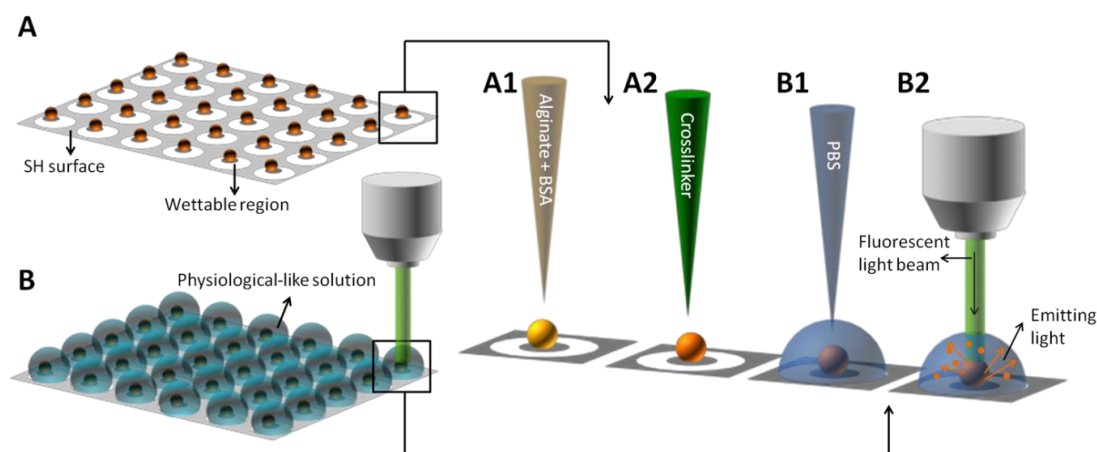 A
SH surface
Wettable region
A1
Alginate + BSA
A2
Crosslinker
B1
PBS
B2
Fluorescent
light beam
Emitting
light
B
Physiological-like solution